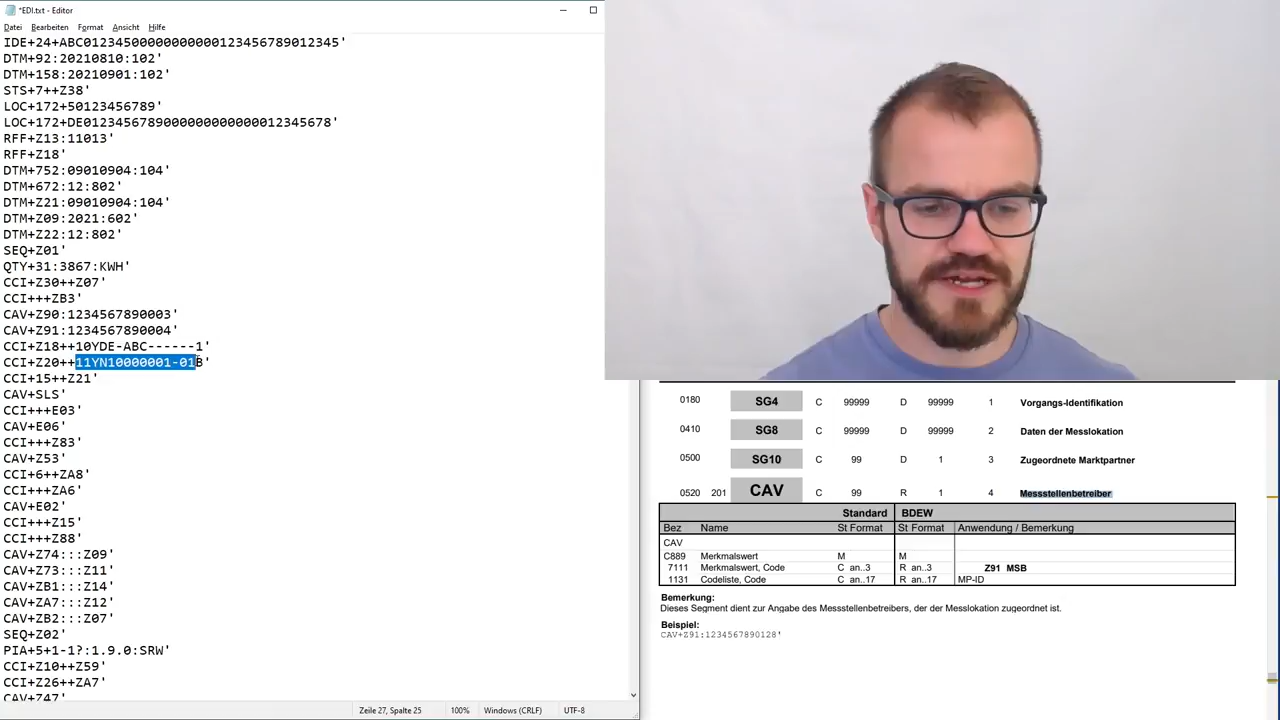 *EDI.txt - Editor
Datei Bearbeiten Format Ansicht Hilfe
IDE+24+ABC0123450000000000123456789012345'
DTM+92:20210810:102'
DTM+158:20210901:102'
STS+7++Z38'
LOC+172+50123456789'
LOC+172+DE0123456789000000000000012345678'
RFF+Z13:11013'
RFF+Z18'
DTM+752:09010904:104'
DTM+672:12:802'
DTM+Z21:09010904:104'
DTM+Z09:2021:602'
DTM+Z22:12:802'
SEQ+Z01'
QTY+31:3867:KWH'
CCI+Z30++Z07'
CCI+++ZB3'
CAV+Z90:1234567890003'
CAV+Z91:1234567890004'
CCI+Z18++10YDE-ABC------1'
CCI+Z20++11YN10000001-01B'
CCI+15++Z21'
CAV+SLS'
CCI+++E03'
CAV+E06'
CCI+++Z83'
CAV+Z53'
CCI+6++ZA8'
CCI+++ZA6'
CAV+E02'
CCI+++Z15'
CCI+++Z88'
CAV+Z74:::Z09'
CAV+Z73:::Z11'
CAV+ZB1:::Z14'
CAV+ZA7:::Z12'
CAV+ZB2:::Z07'
SEQ+Z02'
PIA+5+1-1?:1.9.0:SRW'
CCI+Z10++Z59'
CCI+Z26++ZA7'
CAV+Z47'
Zeile 27, Spalte 25 100% Windows (CRLF) UTF-8
0180 SG4 C 99999 D 99999 1 Vorgangs-Identifikation
0410 SG8 C 99999 D 99999 2 Daten der Messlokation
0500 SG10 C 99 D 1 3 Zugeordnete Marktpartner
0520 201 CAV C 99 R 1 4 Messstellenbetreiber
Standard BDEW
Bez Name St Format St Format Anwendung / Bemerkung
CAV
C889 Merkmalswert M M
7111 Merkmalswert, Code C an..3 R an..3 Z91 MSB
1131 Codeliste, Code C an..17 R an..17 MP-ID
Bemerkung:
Dieses Segment dient zur Angabe des Messstellenbetreibers, der der Messlokation zugeordnet ist.
Beispiel:
CAV+Z91:1234567890128'